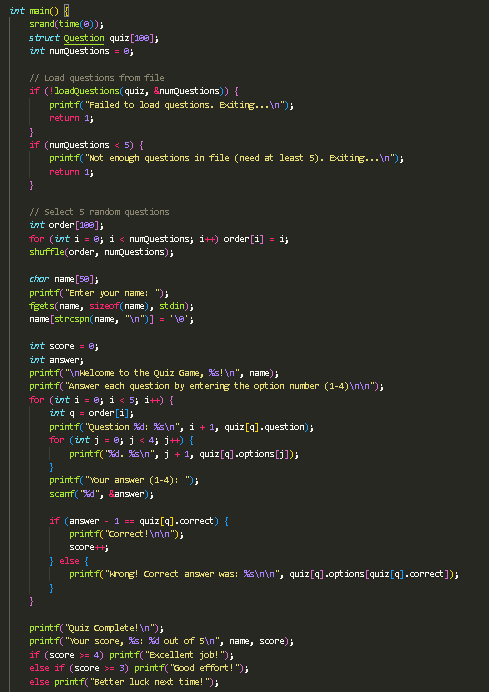 int main() {
    srand(time(0));
    struct Question quiz[100];
    int numQuestions = 0;

    // Load questions from file
    if (!loadQuestions(quiz, &numQuestions)) {
        printf("Failed to load questions. Exiting...\n");
        return 1;
    }
    if (numQuestions < 5) {
        printf("Not enough questions in file (need at least 5). Exiting...\n");
        return 1;
    }

    // Select 5 random questions
    int order[100];
    for (int i = 0; i < numQuestions; i++) order[i] = i;
    shuffle(order, numQuestions);

    char name[50];
    printf("Enter your name: ");
    fgets(name, sizeof(name), stdin);
    name[strcspn(name, "\n")] = '\0';

    int score = 0;
    int answer;
    printf("\nWelcome to the Quiz Game, %s!\n", name);
    printf("Answer each question by entering the option number (1-4)\n\n");
    for (int i = 0; i < 5; i++) {
        int q = order[i];
        printf("Question %d: %s\n", i + 1, quiz[q].question);
        for (int j = 0; j < 4; j++) {
            printf("%d. %s\n", j + 1, quiz[q].options[j]);
        }
        printf("Your answer (1-4): ");
        scanf("%d", &answer);

        if (answer - 1 == quiz[q].correct) {
            printf("Correct!\n\n");
            score++;
        } else {
            printf("Wrong! Correct answer was: %s\n\n", quiz[q].options[quiz[q].correct]);
        }
    }

    printf("Quiz Complete!\n");
    printf("Your score, %s: %d out of 5\n", name, score);
    if (score >= 4) printf("Excellent job!");
    else if (score >= 3) printf("Good effort!");
    else printf("Better luck next time!");